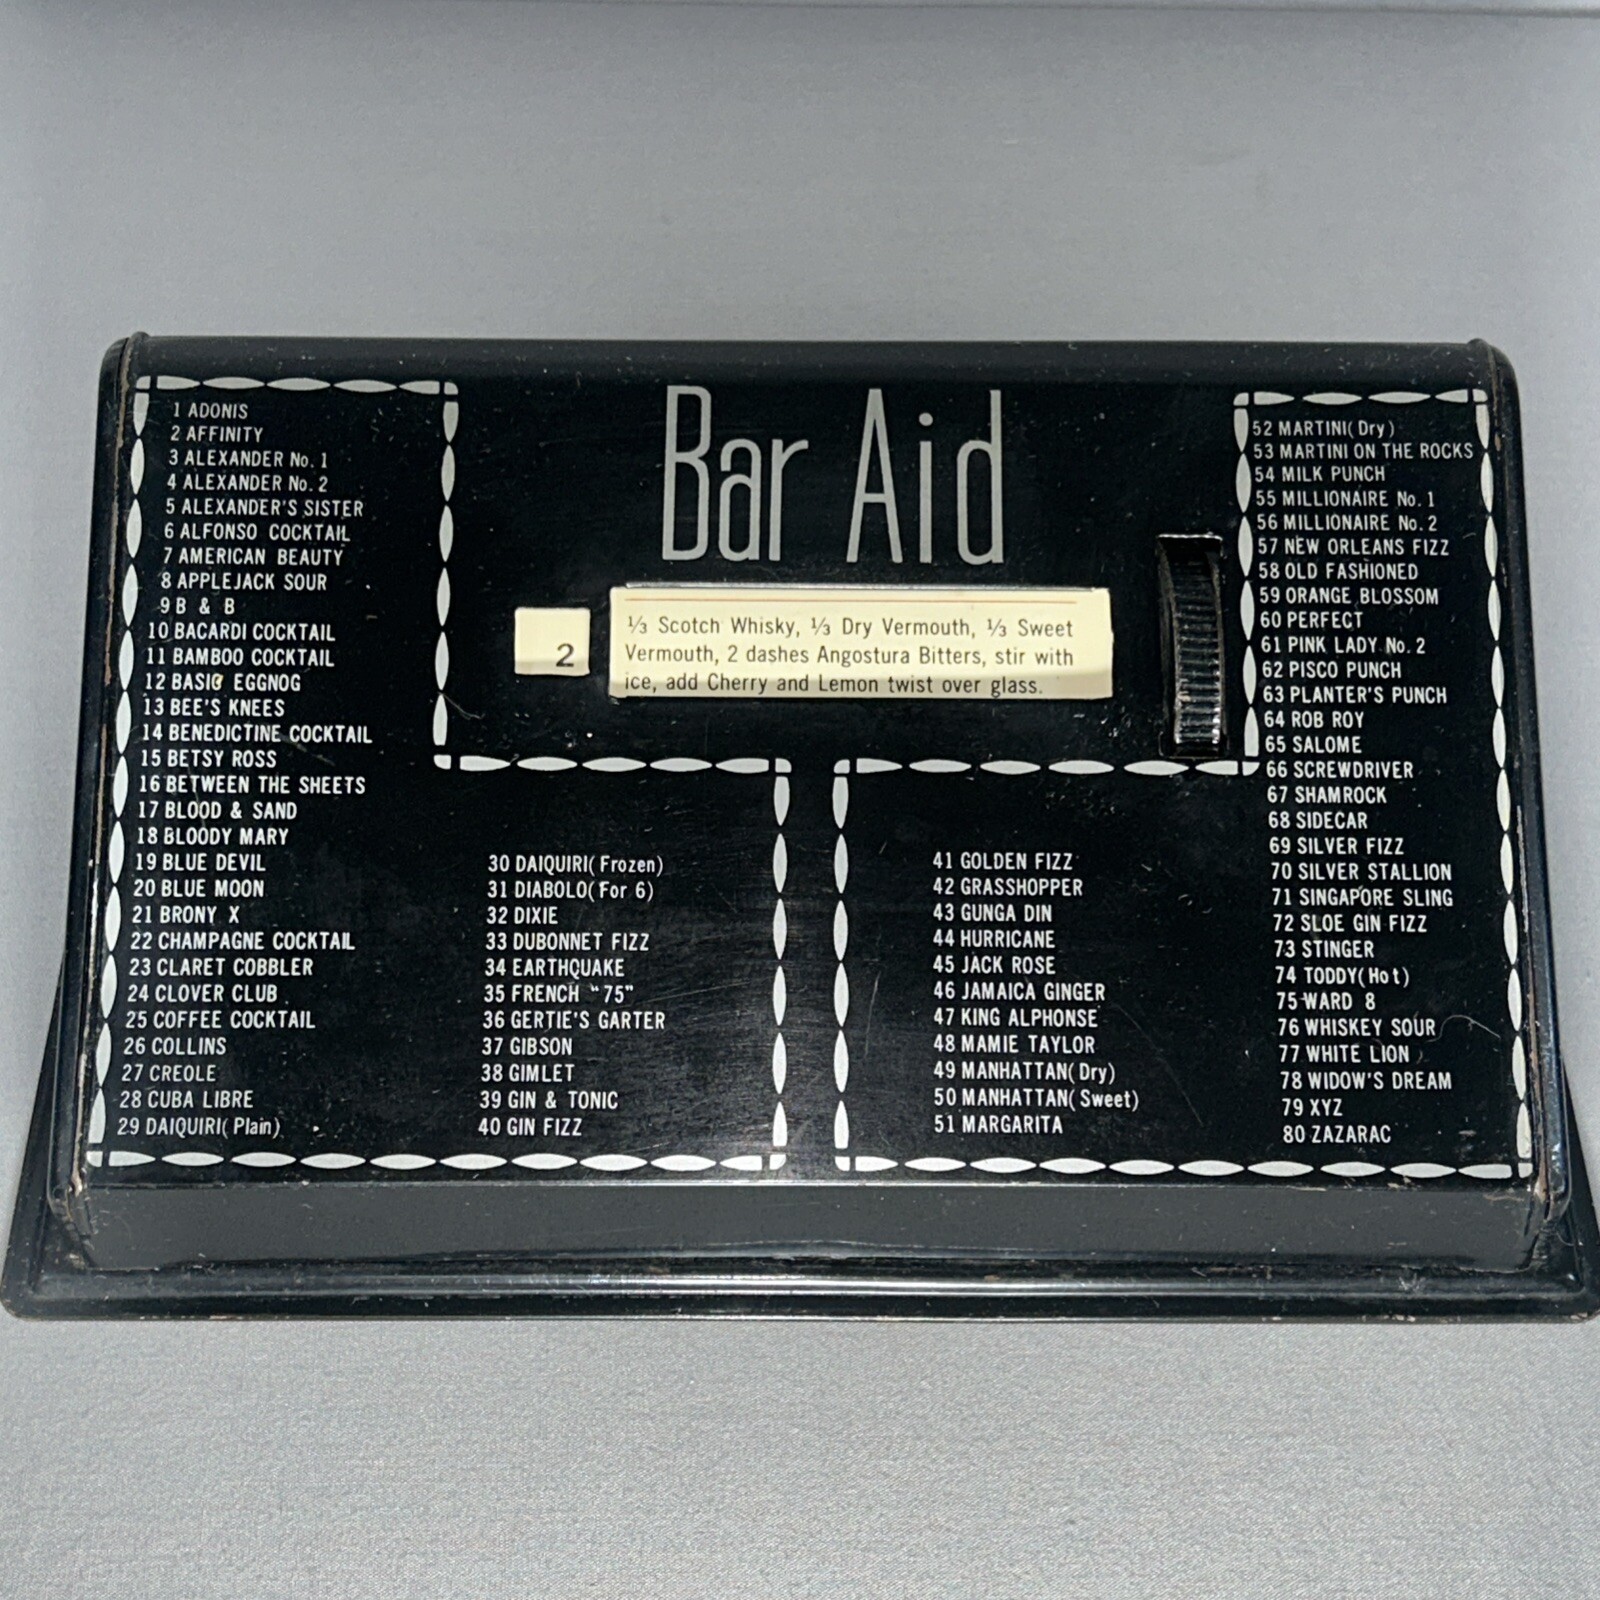 Bar Aid
2
⅓ Scotch Whisky, ⅓ Dry Vermouth, ⅓ Sweet
Vermouth, 2 dashes Angostura Bitters, stir with
ice, add Cherry and Lemon twist over glass.
1 ADONIS
2 AFFINITY
3 ALEXANDER No. 1
4 ALEXANDER No. 2
5 ALEXANDER'S SISTER
6 ALFONSO COCKTAIL
7 AMERICAN BEAUTY
8 APPLEJACK SOUR
9 B & B
10 BACARDI COCKTAIL
11 BAMBOO COCKTAIL
12 BASIC EGGNOG
13 BEE'S KNEES
14 BENEDICTINE COCKTAIL
15 BETSY ROSS
16 BETWEEN THE SHEETS
17 BLOOD & SAND
18 BLOODY MARY
19 BLUE DEVIL
20 BLUE MOON
21 BRONY X
22 CHAMPAGNE COCKTAIL
23 CLARET COBBLER
24 CLOVER CLUB
25 COFFEE COCKTAIL
26 COLLINS
27 CREOLE
28 CUBA LIBRE
29 DAIQUIRI( Plain)
30 DAIQUIRI( Frozen)
31 DIABOLO( For 6)
32 DIXIE
33 DUBONNET FIZZ
34 EARTHQUAKE
35 FRENCH “75”
36 GERTIE'S GARTER
37 GIBSON
38 GIMLET
39 GIN & TONIC
40 GIN FIZZ
41 GOLDEN FIZZ
42 GRASSHOPPER
43 GUNGA DIN
44 HURRICANE
45 JACK ROSE
46 JAMAICA GINGER
47 KING ALPHONSE
48 MAMIE TAYLOR
49 MANHATTAN( Dry)
50 MANHATTAN( Sweet)
51 MARGARITA
52 MARTINI( Dry )
53 MARTINI ON THE ROCKS
54 MILK PUNCH
55 MILLIONAIRE No. 1
56 MILLIONAIRE No. 2
57 NEW ORLEANS FIZZ
58 OLD FASHIONED
59 ORANGE BLOSSOM
60 PERFECT
61 PINK LADY No. 2
62 PISCO PUNCH
63 PLANTER'S PUNCH
64 ROB ROY
65 SALOME
66 SCREWDRIVER
67 SHAMROCK
68 SIDECAR
69 SILVER FIZZ
70 SILVER STALLION
71 SINGAPORE SLING
72 SLOE GIN FIZZ
73 STINGER
74 TODDY( Hot )
75 WARD 8
76 WHISKEY SOUR
77 WHITE LION
78 WIDOW'S DREAM
79 XYZ
80 ZAZARAC